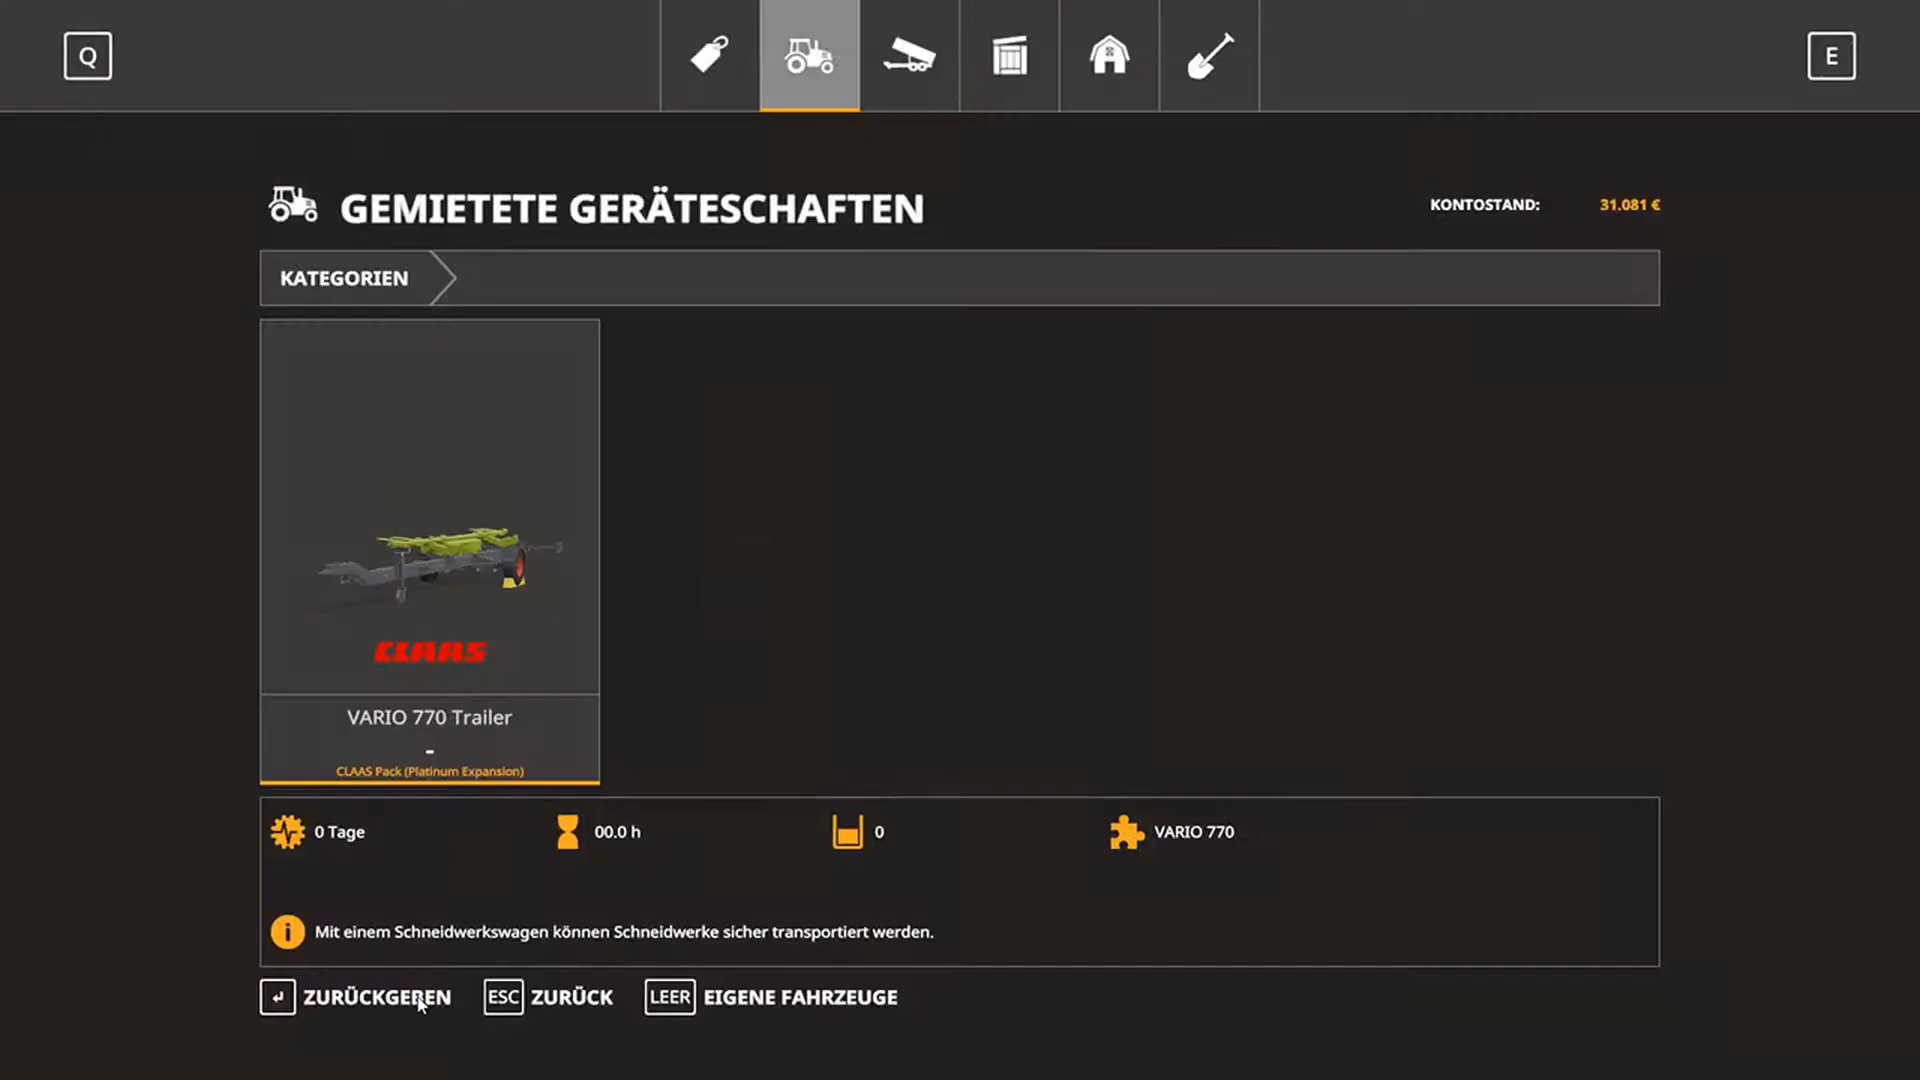 Q
E
GEMIETETE GERÄTESCHAFTEN
KONTOSTAND: 31.081 €
KATEGORIEN
CLAAS
VARIO 770 Trailer
-
CLAAS Pack (Platinum Expansion)
0 Tage
00.0 h
0
VARIO 770
i Mit einem Schneidwerkswagen können Schneidwerke sicher transportiert werden.
↵ ZURÜCKGEBEN ESC ZURÜCK LEER EIGENE FAHRZEUGE